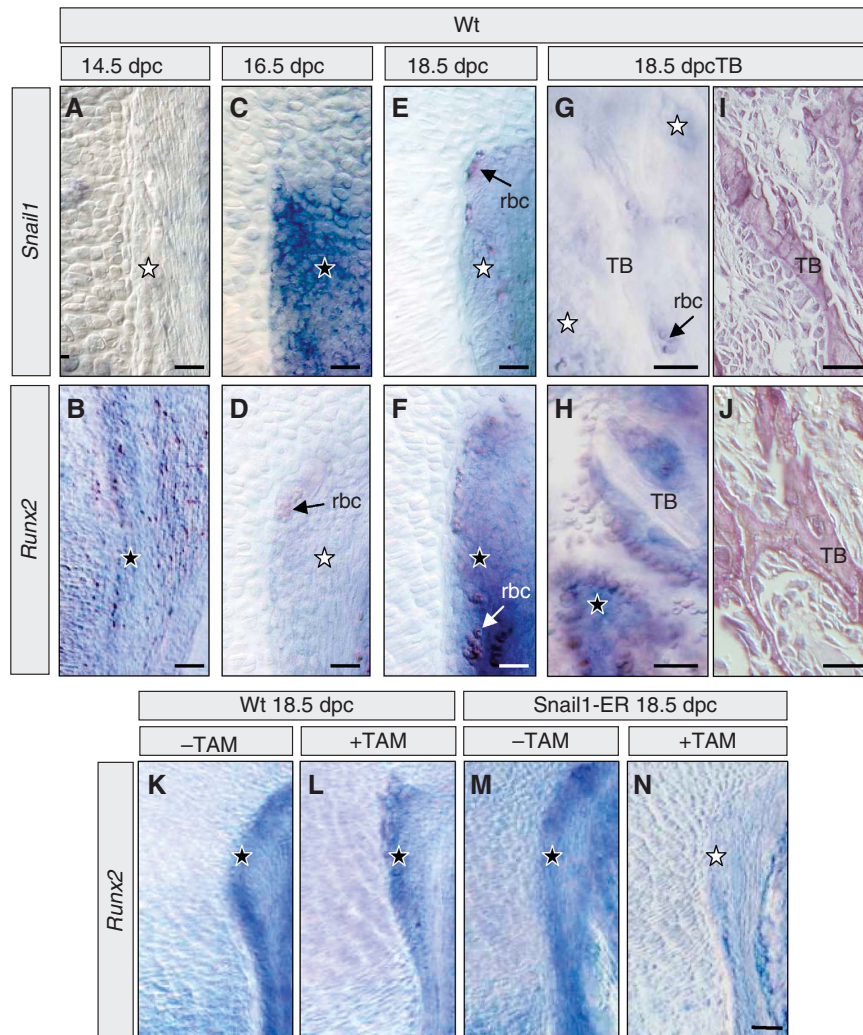 Wt
14.5 dpc 16.5 dpc 18.5 dpc 18.5 dpcTB
Snail1
A C E G I
rbc TB rbc TB
Runx2
B D F H J
rbc rbc TB TB
Wt 18.5 dpc Snail1-ER 18.5 dpc
–TAM +TAM –TAM +TAM
Runx2
K L M N